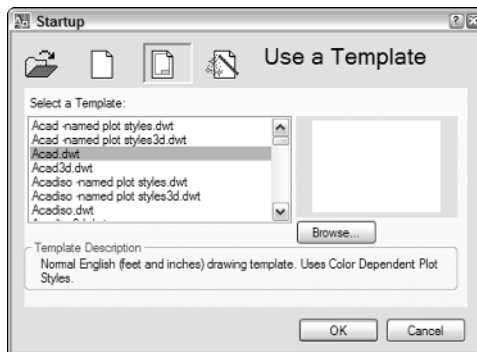 Startup
Use a Template
Select a Template:
Acad -named plot styles.dwt
Acad -named plot styles3d.dwt
Acad.dwt
Acad3d.dwt
Acadiso -named plot styles.dwt
Acadiso -named plot styles3d.dwt
Acadiso.dwt
Browse...
Template Description
Normal English (feet and inches) drawing template. Uses Color Dependent Plot
Styles.
OK
Cancel